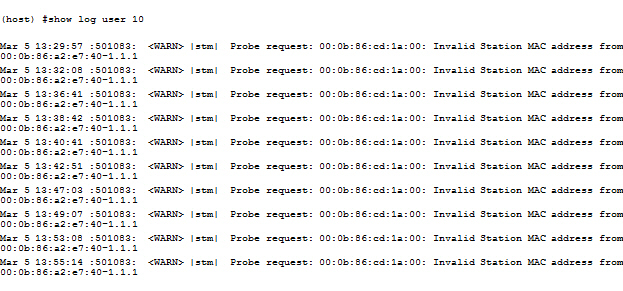 (host) #show log user 10
Mar 5 13:29:57 :501083:  <WARN> |stm|  Probe request: 00:0b:86:cd:1a:00: Invalid Station MAC address from
00:0b:86:a2:e7:40-1.1.1
Mar 5 13:32:08 :501083:  <WARN> |stm|  Probe request: 00:0b:86:cd:1a:00: Invalid Station MAC address from
00:0b:86:a2:e7:40-1.1.1
Mar 5 13:36:41 :501083:  <WARN> |stm|  Probe request: 00:0b:86:cd:1a:00: Invalid Station MAC address from
00:0b:86:a2:e7:40-1.1.1
Mar 5 13:38:42 :501083:  <WARN> |stm|  Probe request: 00:0b:86:cd:1a:00: Invalid Station MAC address from
00:0b:86:a2:e7:40-1.1.1
Mar 5 13:40:41 :501083:  <WARN> |stm|  Probe request: 00:0b:86:cd:1a:00: Invalid Station MAC address from
00:0b:86:a2:e7:40-1.1.1
Mar 5 13:42:51 :501083:  <WARN> |stm|  Probe request: 00:0b:86:cd:1a:00: Invalid Station MAC address from
00:0b:86:a2:e7:40-1.1.1
Mar 5 13:47:03 :501083:  <WARN> |stm|  Probe request: 00:0b:86:cd:1a:00: Invalid Station MAC address from
00:0b:86:a2:e7:40-1.1.1
Mar 5 13:49:07 :501083:  <WARN> |stm|  Probe request: 00:0b:86:cd:1a:00: Invalid Station MAC address from
00:0b:86:a2:e7:40-1.1.1
Mar 5 13:53:08 :501083:  <WARN> |stm|  Probe request: 00:0b:86:cd:1a:00: Invalid Station MAC address from
00:0b:86:a2:e7:40-1.1.1
Mar 5 13:55:14 :501083:  <WARN> |stm|  Probe request: 00:0b:86:cd:1a:00: Invalid Station MAC address from
00:0b:86:a2:e7:40-1.1.1